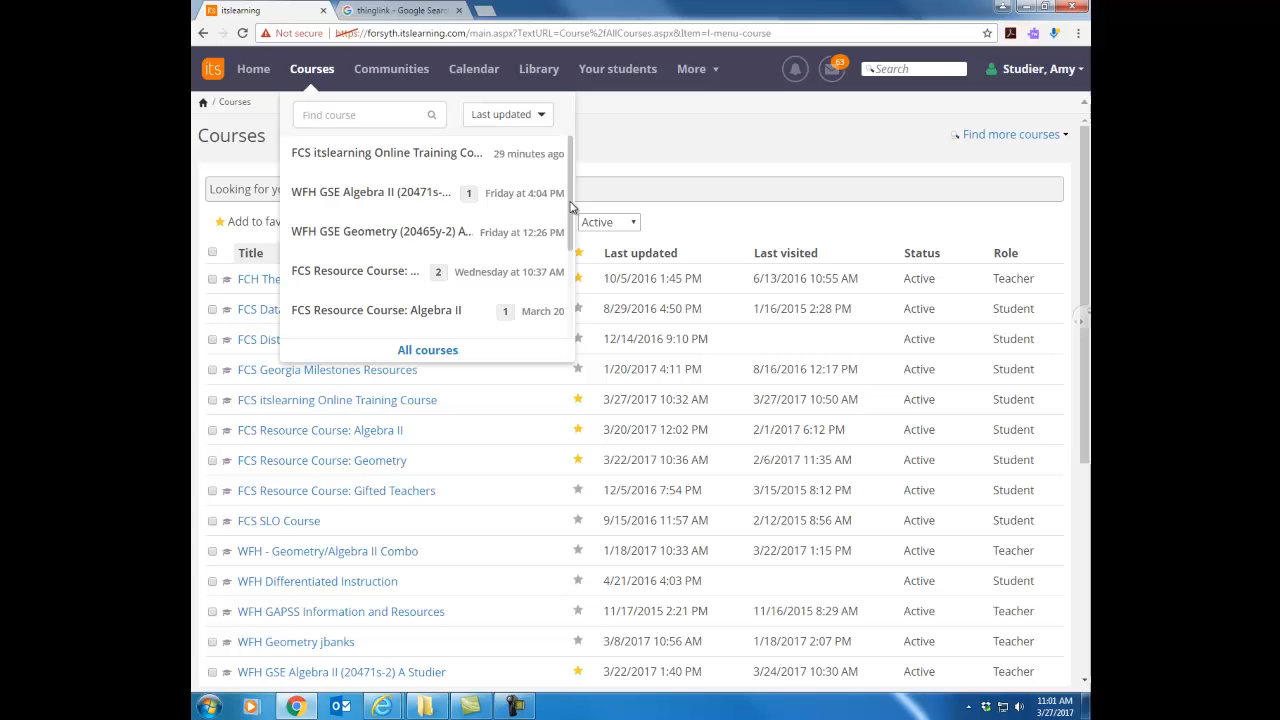 itslearning
thinglink - Google Sear
Not secure
https://forsyth.itslearning.com/main.aspx?TextURL=Course%2fAllCourses.aspx&Item=l-menu-course
its
Home
Courses
Communities
Calendar
Library
Your students
More
63
Search
Studier, Amy
/ Courses
Courses
Find more courses
Find course
Last updated
FCS itslearning Online Training Co... 29 minutes ago
WFH GSE Algebra II (20471s-... 1 Friday at 4:04 PM
WFH GSE Geometry (20465y-2) A... Friday at 12:26 PM
FCS Resource Course: ... 2 Wednesday at 10:37 AM
FCS Resource Course: Algebra II 1 March 20
All courses
Looking for
Add to
Active
Title Last updated Last visited Status Role
FCH 10/5/2016 1:45 PM 6/13/2016 10:55 AM Active Teacher
FCS 8/29/2016 4:50 PM 1/16/2015 2:28 PM Active Student
FCS 12/14/2016 9:10 PM Active Student
FCS Georgia Milestones Resources 1/20/2017 4:11 PM 8/16/2016 12:17 PM Active Student
FCS itslearning Online Training Course 3/27/2017 10:32 AM 3/27/2017 10:50 AM Active Student
FCS Resource Course: Algebra II 3/20/2017 12:02 PM 2/1/2017 6:12 PM Active Student
FCS Resource Course: Geometry 3/22/2017 10:36 AM 2/6/2017 11:35 AM Active Student
FCS Resource Course: Gifted Teachers 12/5/2016 7:54 PM 3/15/2015 8:12 PM Active Student
FCS SLO Course 9/15/2016 11:57 AM 2/12/2015 8:56 AM Active Student
WFH - Geometry/Algebra II Combo 1/18/2017 10:33 AM 3/22/2017 1:15 PM Active Teacher
WFH Differentiated Instruction 4/21/2016 4:03 PM Active Student
WFH GAPSS Information and Resources 11/17/2015 2:21 PM 11/16/2015 8:29 AM Active Teacher
WFH Geometry jbanks 3/8/2017 10:56 AM 1/18/2017 2:07 PM Active Teacher
WFH GSE Algebra II (20471s-2) A Studier 3/22/2017 1:40 PM 3/24/2017 10:30 AM Active Teacher
11:01 AM
3/27/2017